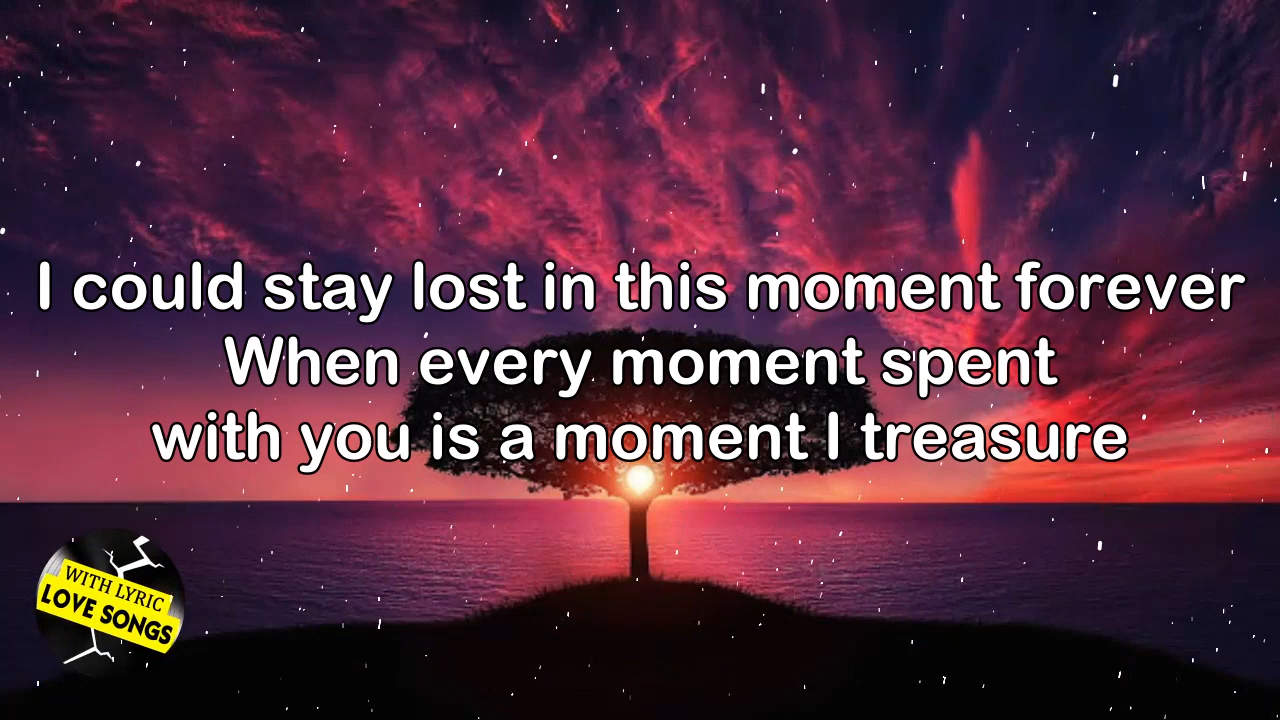 I could stay lost in this moment forever
When every moment spent
with you is a moment I treasure
WITH LYRIC
LOVE SONGS